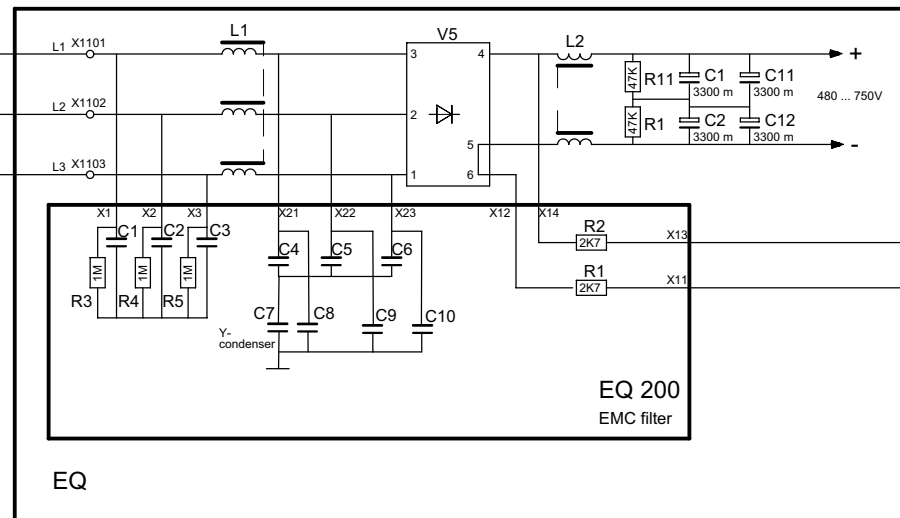 L1
V5
L1 X1101
3
4
L2
47K
R11
C1
3300 m
C11
3300 m
+
480 ... 750V
L2 X1102
2
47K
R1
C2
3300 m
C12
3300 m
5
-
L3 X1103
1
6
X1
X2
X3
X21
X22
X23
X12
X14
C1
C2
C3
C4
C5
C6
R2
2K7
X13
1M
1M
1M
R3
R4
R5
R1
2K7
X11
C7
C8
C9
C10
Y-
condenser
EQ 200
EMC filter
EQ